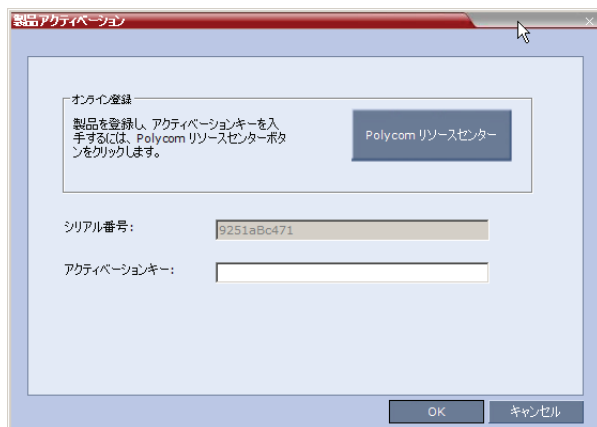 製品アクティベーション
オンライン登録
製品を登録し、アクティベーションキーを入
手するには、Polycom リソースセンターボタ
ンをクリックします。
Polycom リソースセンター
シリアル番号:
9251aBc471
アクティベーションキー:
OK
キャンセル